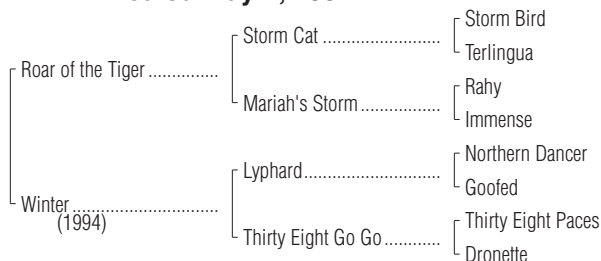 Storm Bird
Storm Cat ........................
Terlingua
Roar of the Tiger ..............
Rahy
Mariah's Storm .................
Immense
Northern Dancer
Lyphard............................
Goofed
Winter.............................
(1994)
Thirty Eight Paces
Thirty Eight Go Go ............
Dronette